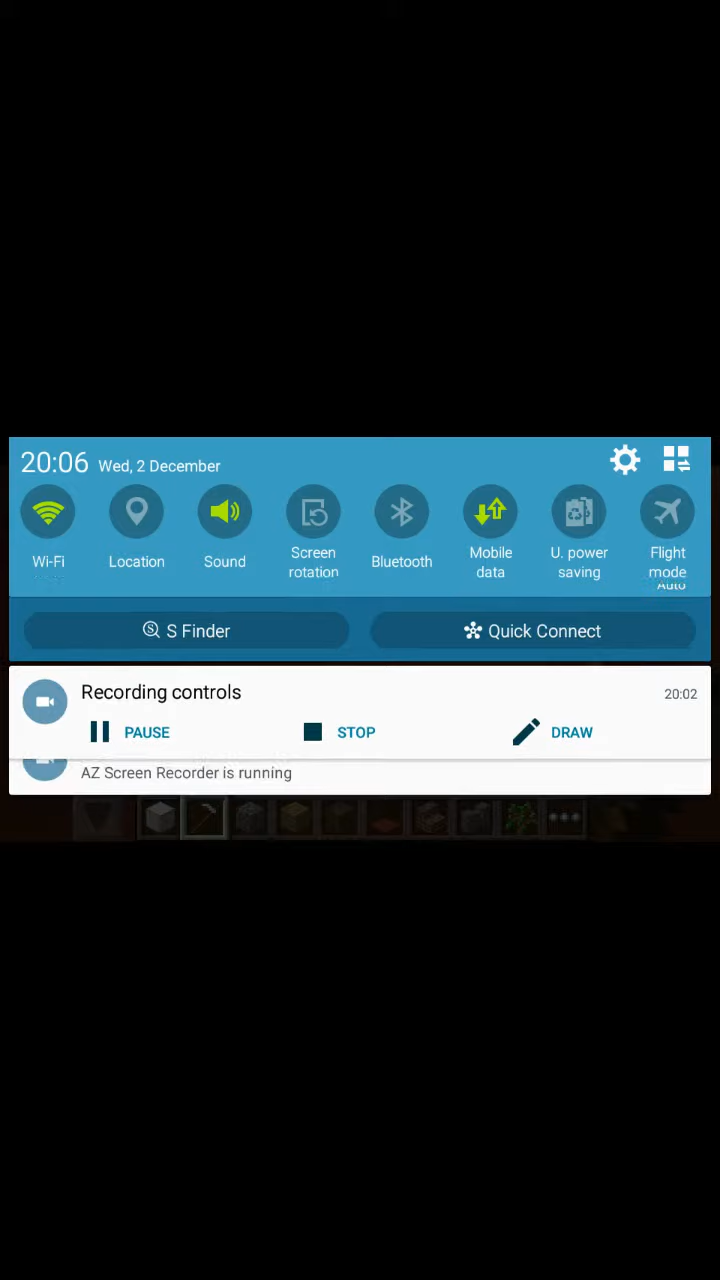 20:06 Wed, 2 December
Wi-Fi
Location
Sound
Screen
rotation
Bluetooth
Mobile
data
U. power
saving
Flight
mode
Auto
S Finder
Quick Connect
Recording controls
20:02
PAUSE
STOP
DRAW
AZ Screen Recorder is running